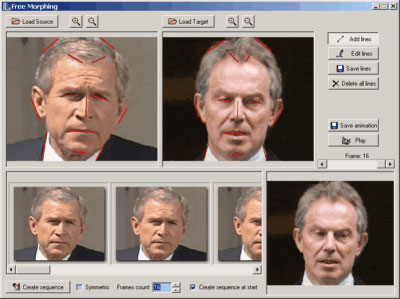 Free Morphing
Load Source
Load Target
Add lines
Edit lines
Save lines
Delete all lines
Save animation
Play
Frame: 16
Create sequence
Symmetric
Frames count:
16
Create sequence at start